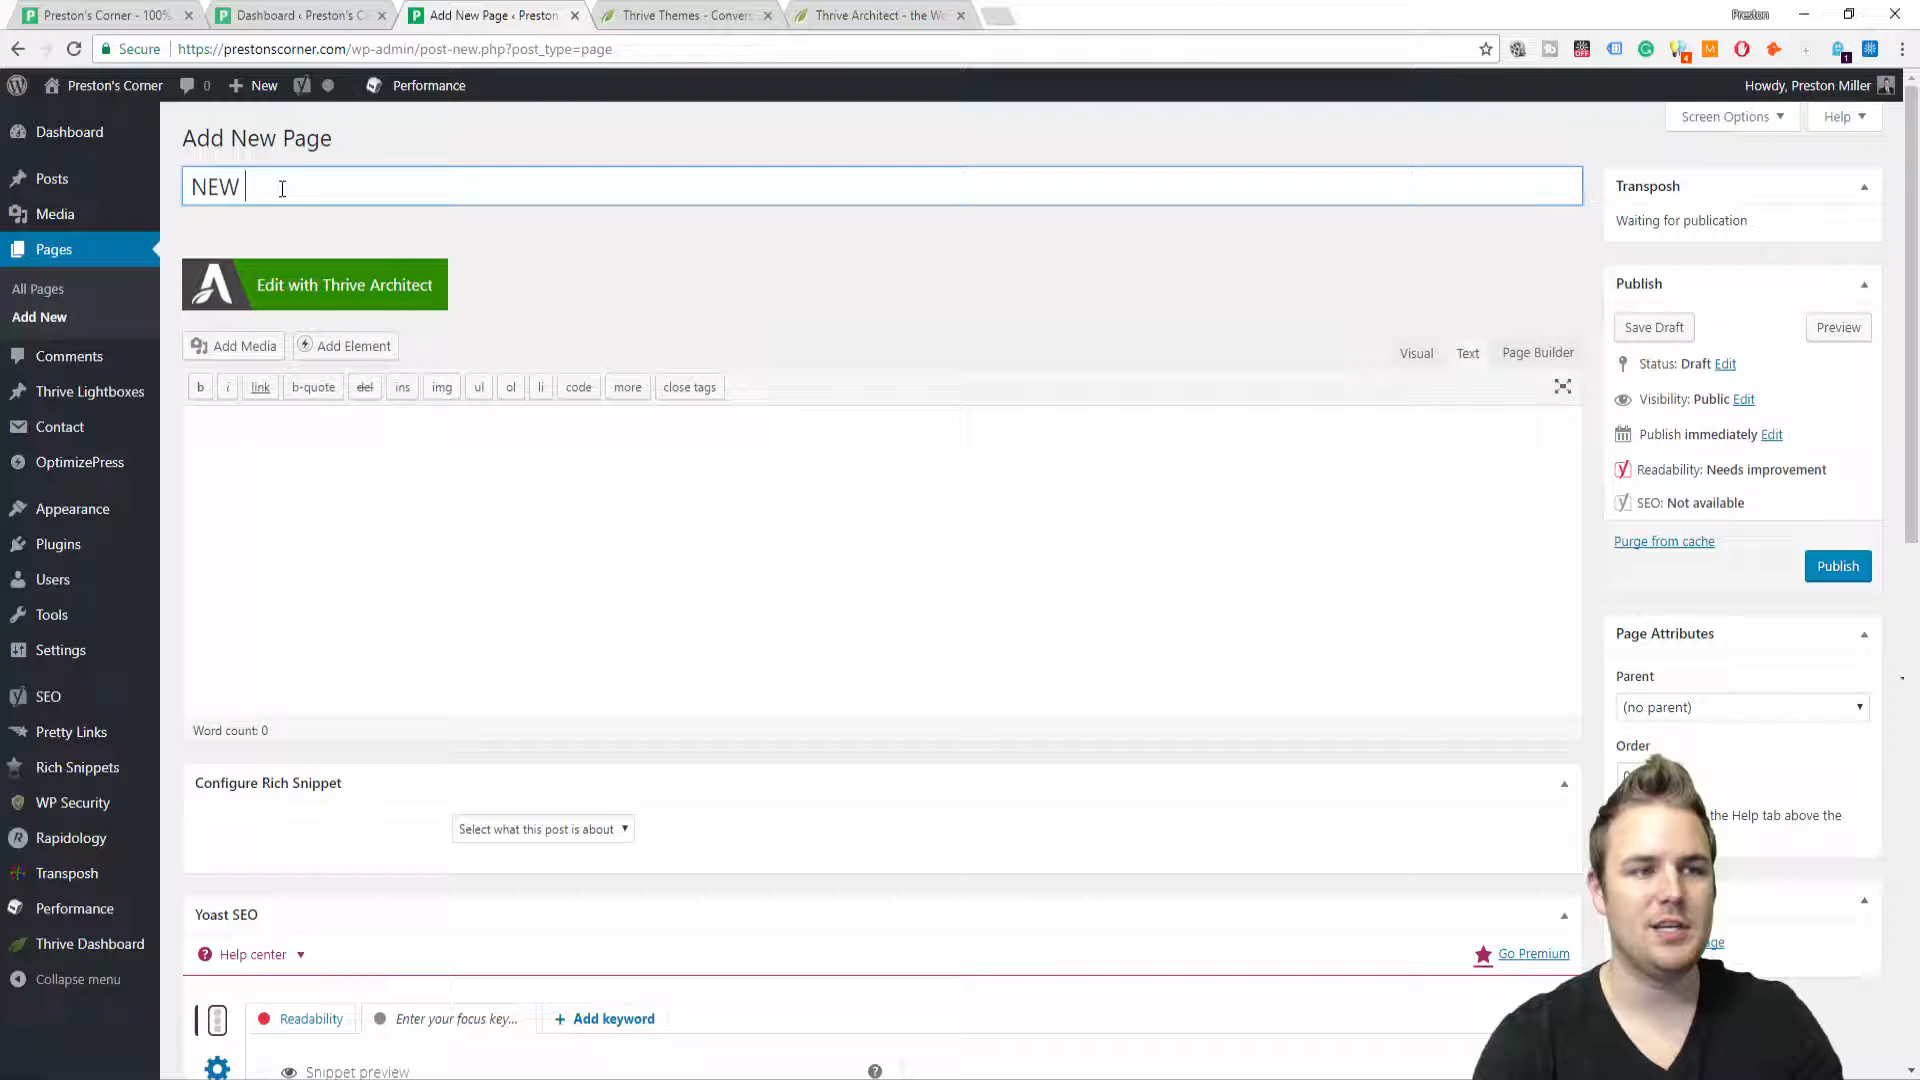 Preston's Corner - 100%
Dashboard ‹ Preston's C
Add New Page ‹ Preston
Thrive Themes - Conver
Thrive Architect - the Wo
Preston
Secure
https://prestonscorner.com/wp-admin/post-new.php?post_type=page
Preston's Corner
0
New
Performance
Howdy, Preston Miller
Dashboard
Posts
Media
Pages
All Pages
Add New
Comments
Thrive Lightboxes
Contact
OptimizePress
Appearance
Plugins
Users
Tools
Settings
SEO
Pretty Links
Rich Snippets
WP Security
Rapidology
Transposh
Performance
Thrive Dashboard
Collapse menu
Screen Options
Help
Add New Page
NEW
Edit with Thrive Architect
Add Media
Add Element
Visual
Text
Page Builder
b
i
link
b-quote
del
ins
img
ul
ol
li
code
more
close tags
Word count: 0
Configure Rich Snippet
Select what this post is about
Yoast SEO
Help center
Go Premium
Readability
Enter your focus key...
+ Add keyword
Snippet preview
Transposh
Waiting for publication
Publish
Save Draft
Preview
Status: Draft Edit
Visibility: Public Edit
Publish immediately Edit
Readability: Needs improvement
SEO: Not available
Purge from cache
Publish
Page Attributes
Parent
(no parent)
Order
the Help tab above the